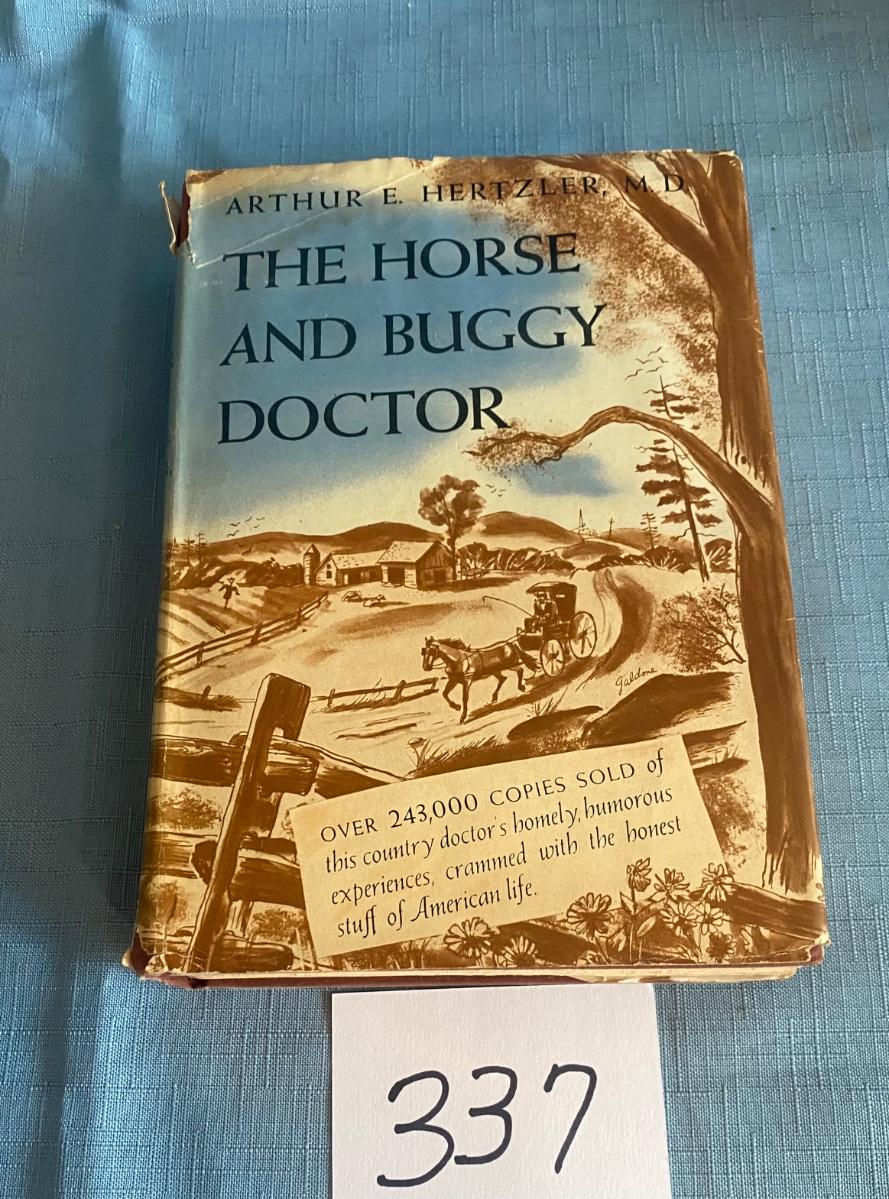 ARTHUR E. HERTZLER, M. D.
THE HORSE
AND BUGGY
DOCTOR
Galdone
OVER 243,000 COPIES SOLD of
this country doctor's homely, humorous
experiences, crammed with the honest
stuff of American life.
337